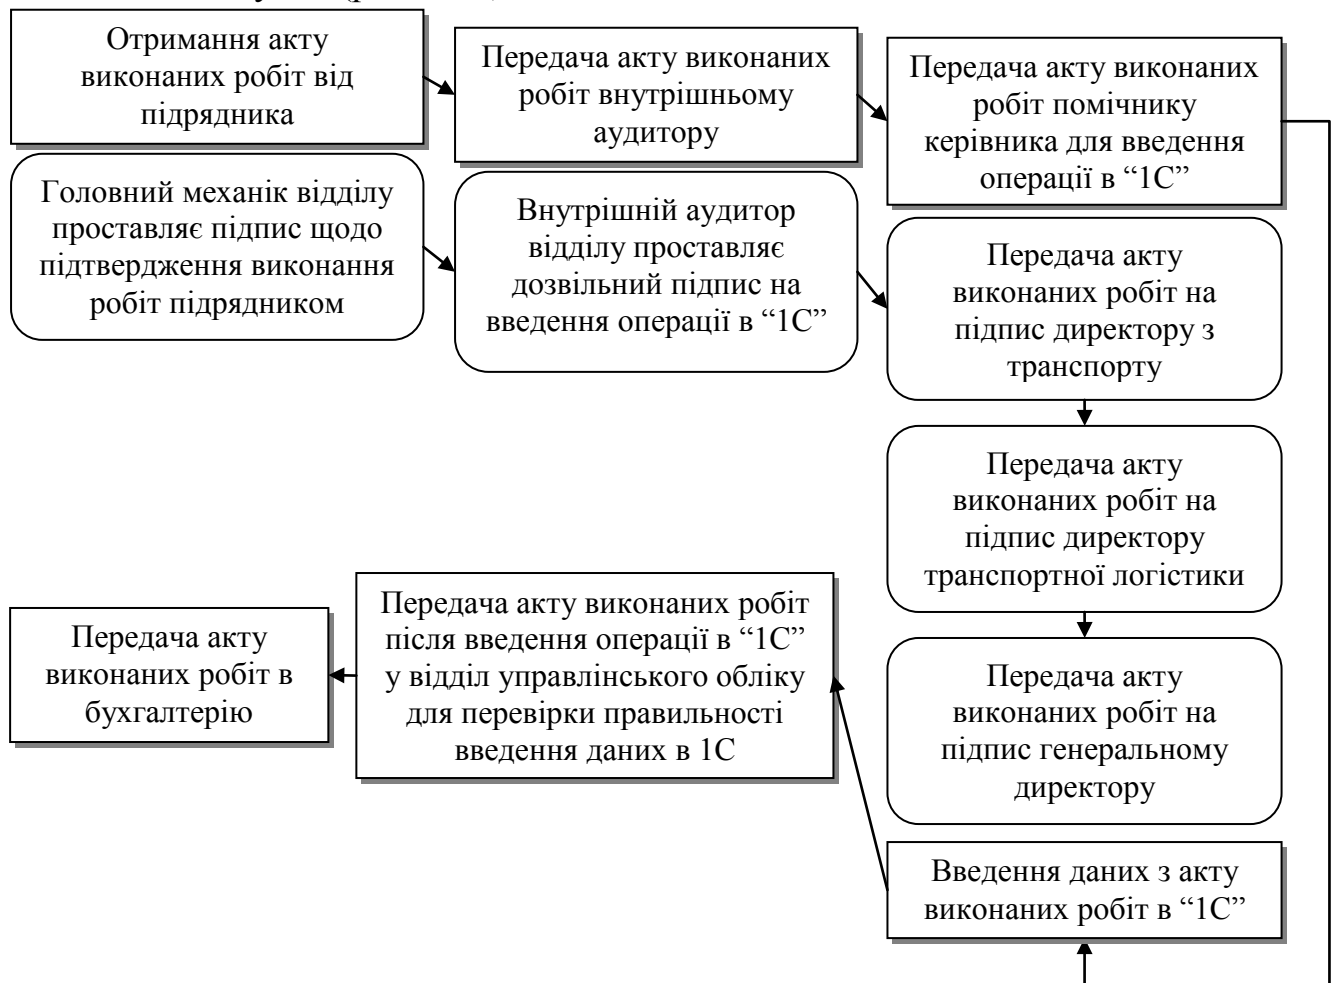 Отримання акту
виконаних робіт від
підрядника
Передача акту виконаних
робіт внутрішньому
аудитору
Передача акту виконаних
робіт помічнику
керівника для введення
операції в “1С”
Головний механік відділу
проставляє підпис щодо
підтвердження виконання
робіт підрядником
Внутрішній аудитор
відділу проставляє
дозвільний підпис на
введення операції в “1С”
Передача акту
виконаних робіт на
підпис директору з
транспорту
Передача акту
виконаних робіт на
підпис директору
транспортної логістики
Передача акту
виконаних робіт на
підпис генеральному
директору
Введення даних з акту
виконаних робіт в “1С”
Передача акту виконаних робіт
після введення операції в “1С”
у відділ управлінського обліку
для перевірки правильності
введення даних в 1С
Передача акту
виконаних робіт в
бухгалтерію